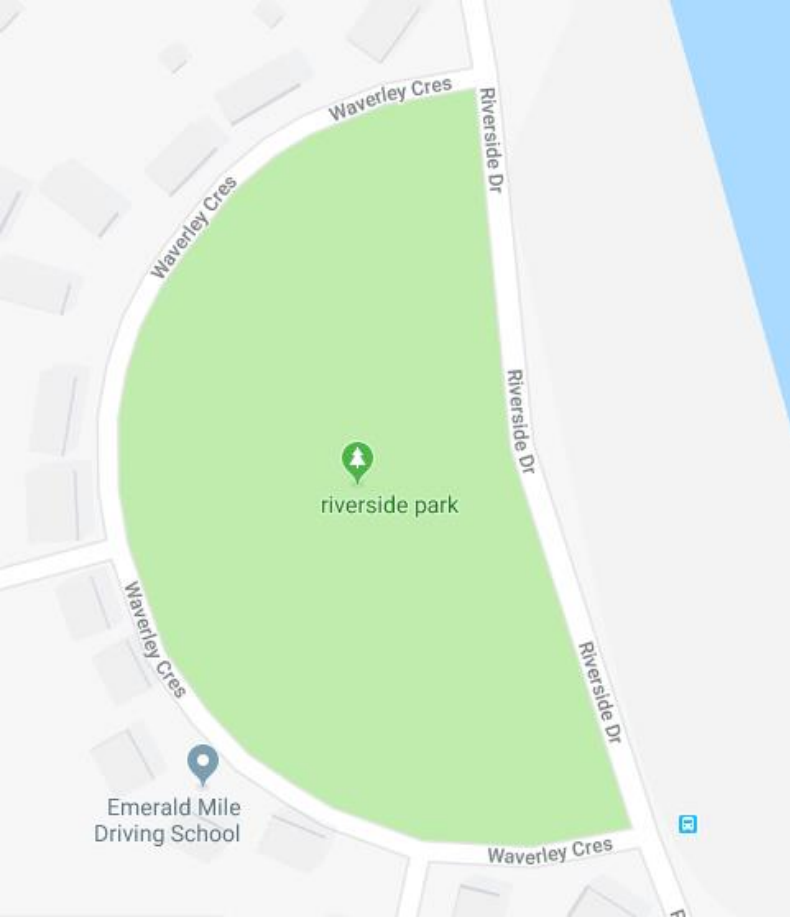 Waverley Cres
Riverside Dr
Waverley Cres
Riverside Dr
riverside park
Waverley Cres
Riverside Dr
Emerald Mile
Driving School
Waverley Cres